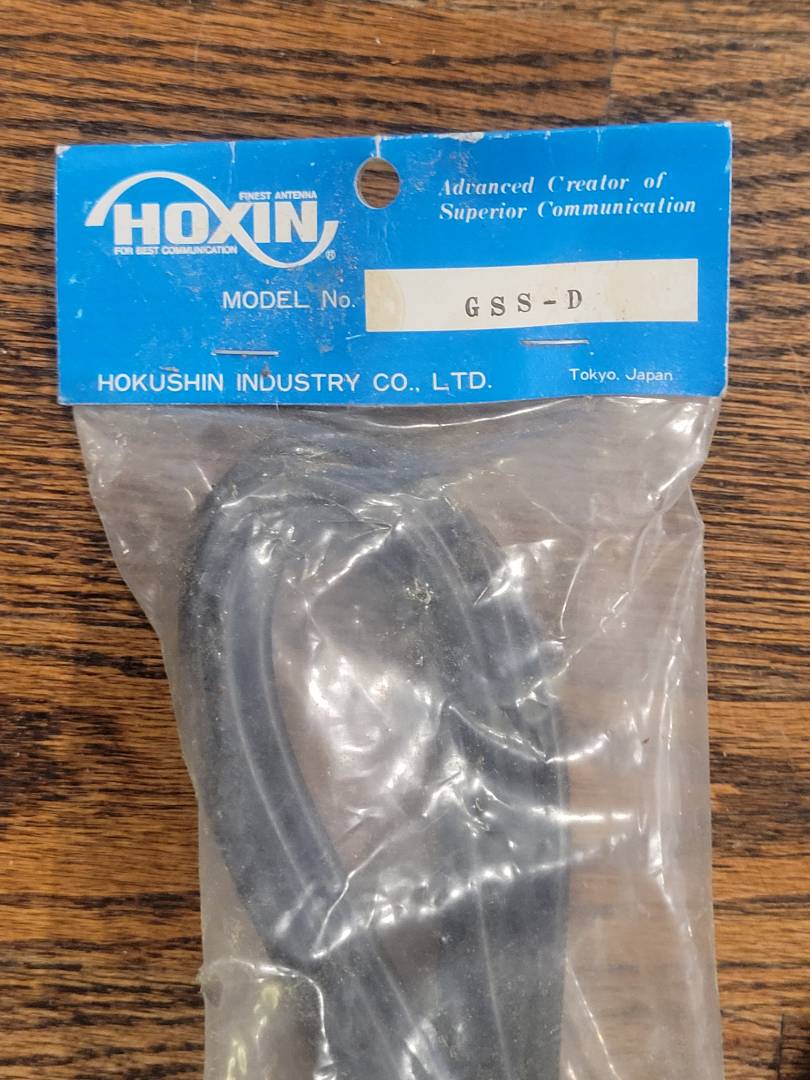 FINEST ANTENNA
HOXIN
FOR BEST COMMUNICATION
®
Advanced Creator of
Superior Communication
MODEL No.
GSS-D
HOKUSHIN INDUSTRY CO., LTD.
Tokyo, Japan